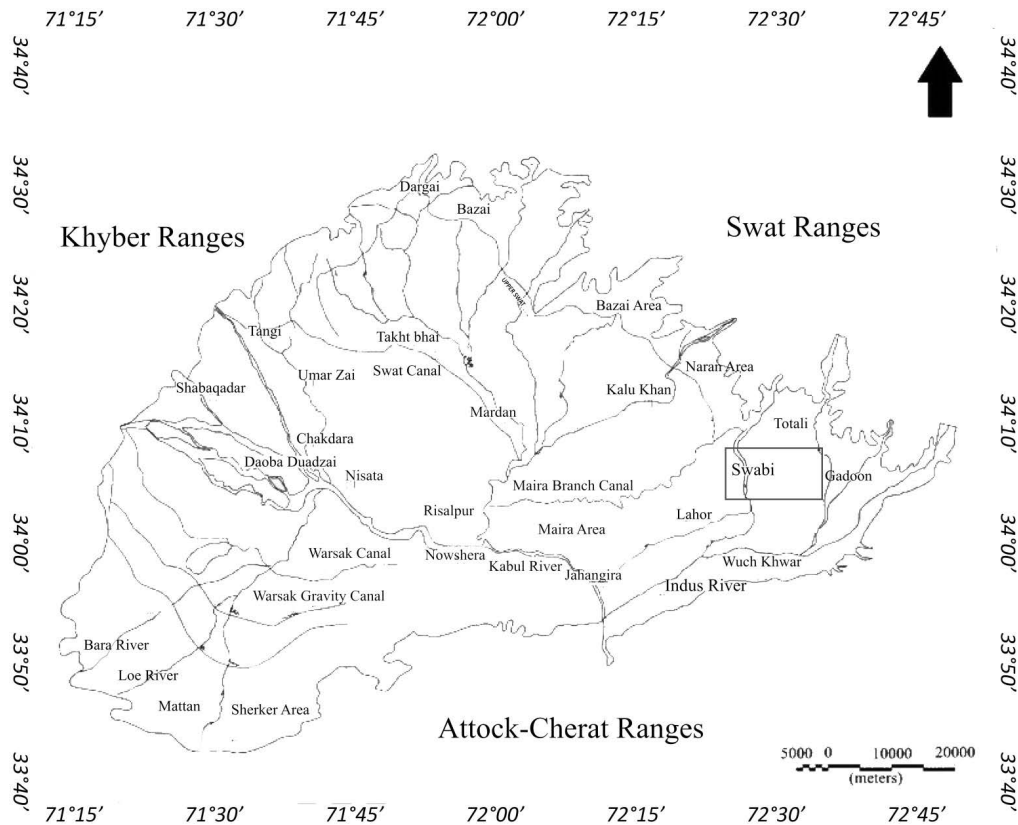 71°15’ 71°30’ 72°00’ 72°15’ 72°30’ 72°45’
34°40’ 34°40’
34°30’ 34°30’
Dargai
Bazai
Khyber Ranges
Swat Ranges
UPPER SWAT
Bazai Area
34°20’ 34°20’
Tangi
Takht bhai
Swat Canal
Umar Zai
Naran Area
Shabaqadar
Kalu Khan
Mardan
34°10’ 34°10’
Totali
Chakdara
Daoba Duadzai
Nisata
Swabi
Gadoon
Maira Branch Canal
Risalpur
Lahor
Maira Area
34°00’ 34°00’
Warsak Canal
Nowshera
Kabul River
Jahangira
Wuch Khwar
Indus River
Warsak Gravity Canal
33°50’ 33°50’
Bara River
Loe River
Mattan
Sherker Area
Attock-Cherat Ranges
5000 0 10000 20000
(meters)
33°40’ 33°40’
71°15’ 71°30’ 71°45’ 72°00’ 72°15’ 72°30’ 72°45’